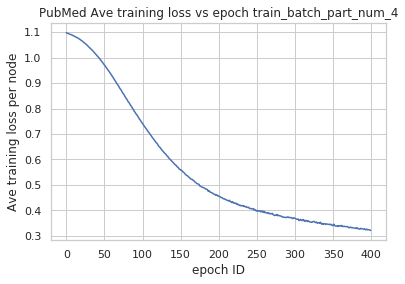 PubMed Ave training loss vs epoch train_batch_part_num_4
1.1
1.0
0.9
0.8
0.7
0.6
0.5
0.4
0.3
Ave training loss per node
0 50 100 150 200 250 300 350 400
epoch ID